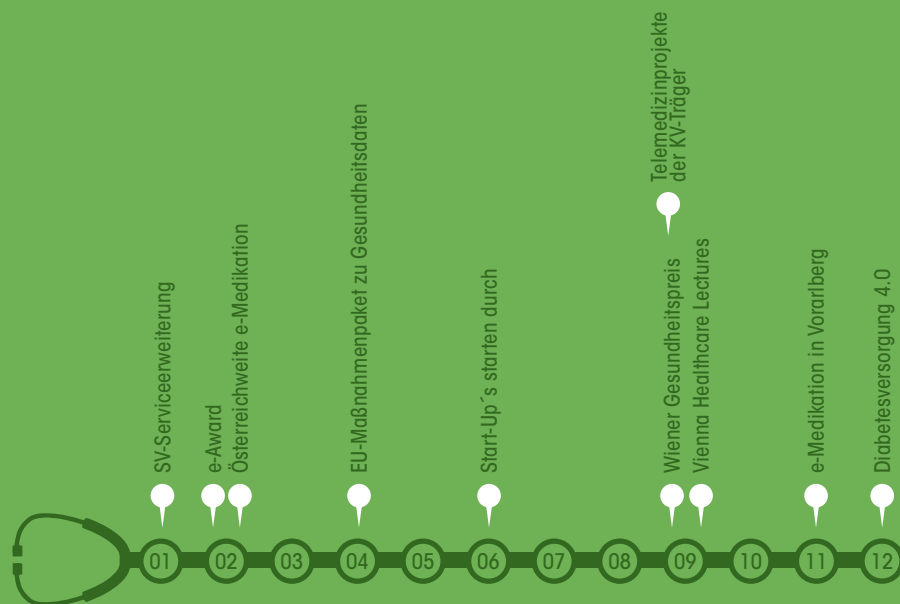 Telemedizinprojekte
der KV-Träger
SV-Serviceerweiterung
e-Award
Österreichweite e-Medikation
EU-Maßnahmenpaket zu Gesundheitsdaten
Start-Up´s starten durch
Wiener Gesundheitspreis
Vienna Healthcare Lectures
e-Medikation in Vorarlberg
Diabetesversorgung 4.0
01 02 03 04 05 06 07 08 09 10 11 12